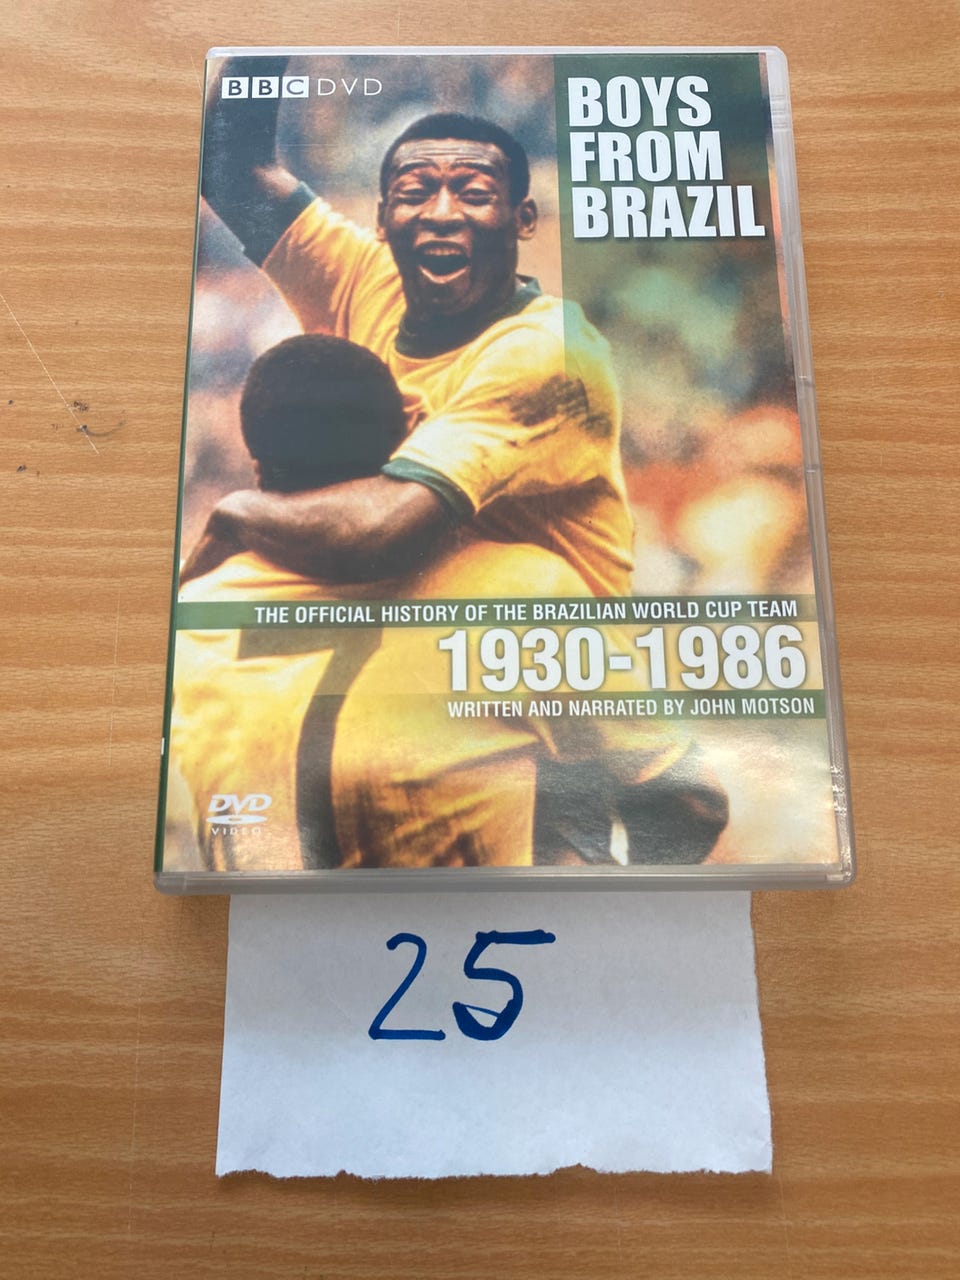 BBC DVD
BOYS
FROM
BRAZIL
7
THE OFFICIAL HISTORY OF THE BRAZILIAN WORLD CUP TEAM
1930-1986
WRITTEN AND NARRATED BY JOHN MOTSON
DVD
VIDEO
25